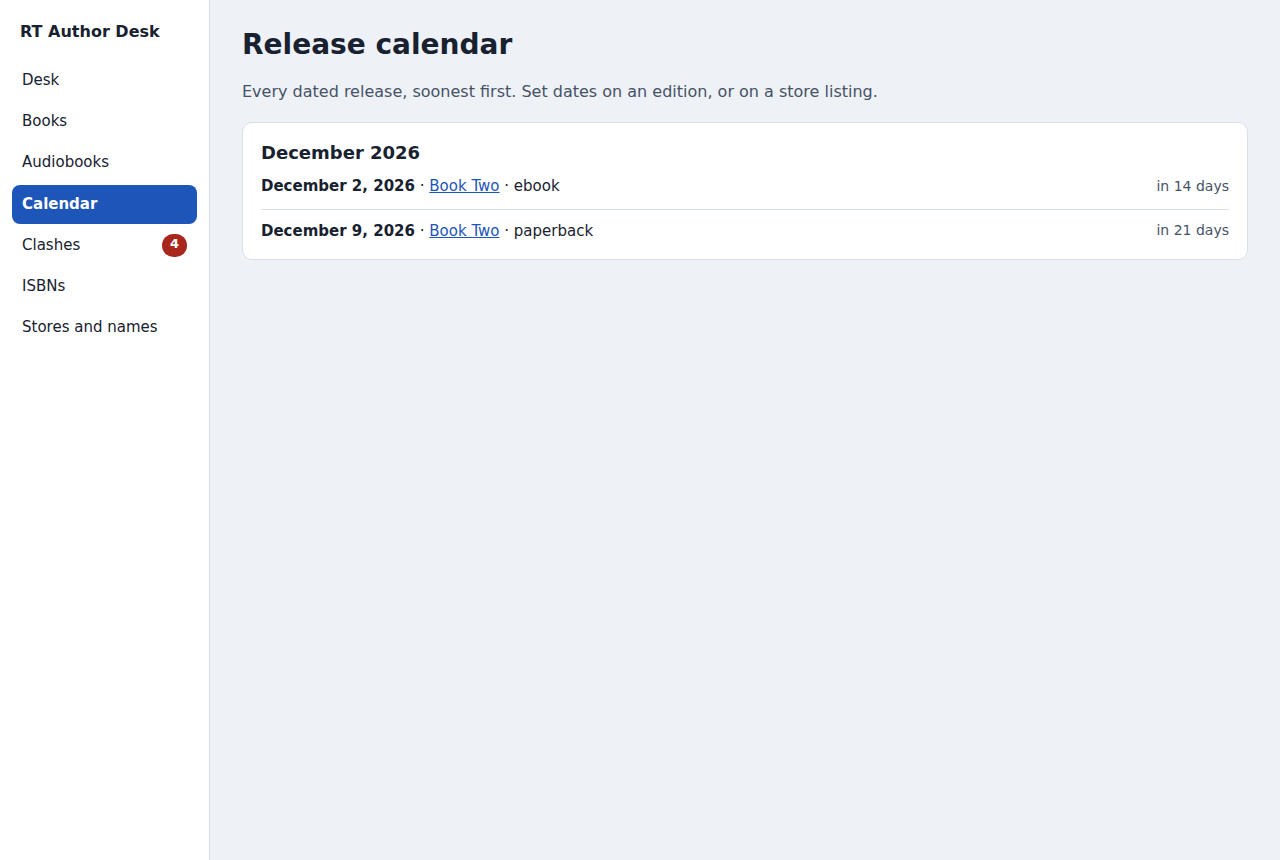 RT Author Desk
Desk
Books
Audiobooks
Calendar
Clashes 4
ISBNs
Stores and names
Release calendar
Every dated release, soonest first. Set dates on an edition, or on a store listing.
December 2026
December 2, 2026 · Book Two · ebook in 14 days
December 9, 2026 · Book Two · paperback in 21 days